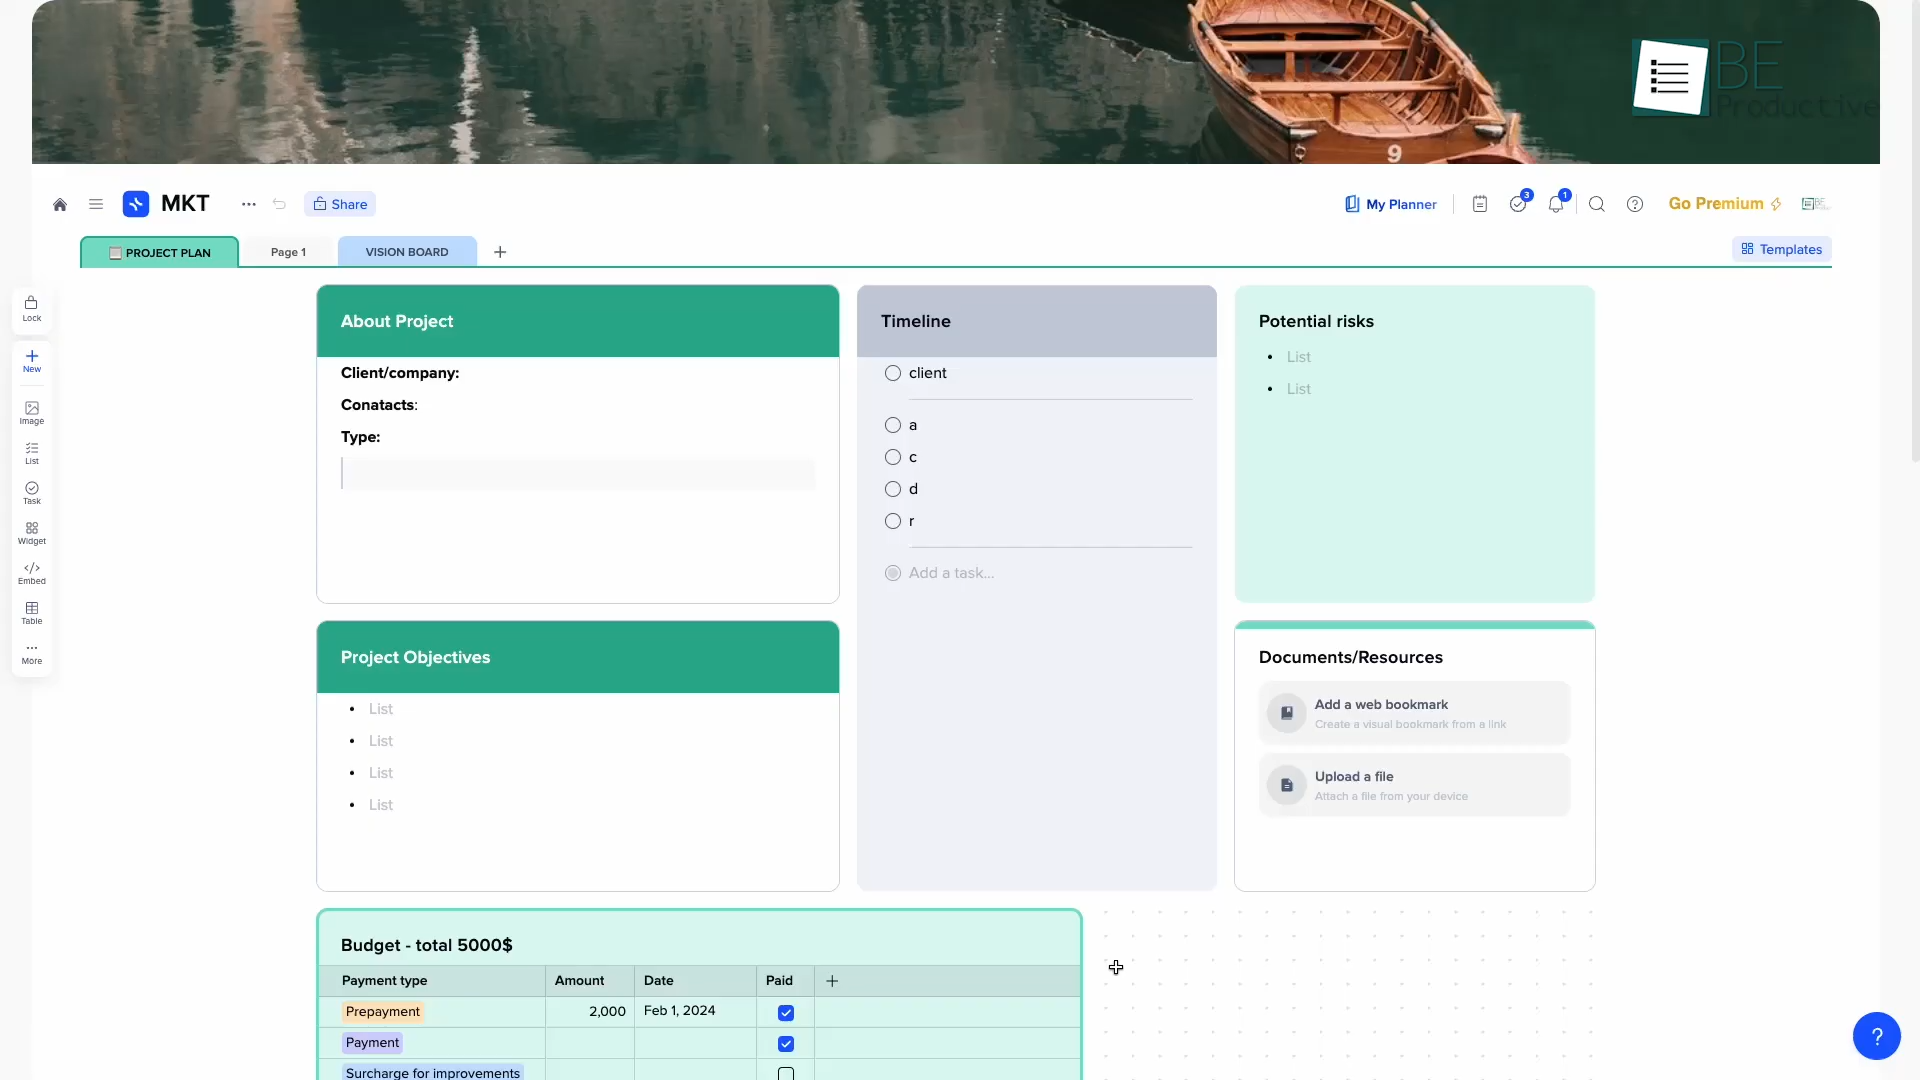 BE
Productive
9
MKT
Share
My Planner
3
1
Go Premium
PROJECT PLAN
Page 1
VISION BOARD
Templates
Lock
New
Image
List
Task
Widget
Embed
Table
More
About Project
Client/company:
Conatacts:
Type:
Timeline
client
a
c
d
r
Add a task...
Potential risks
List
List
Project Objectives
List
List
List
List
Documents/Resources
Add a web bookmark
Create a visual bookmark from a link
Upload a file
Attach a file from your device
Budget - total 5000$
Payment type Amount Date Paid
Prepayment 2,000 Feb 1, 2024
Payment
Surcharge for improvements
?